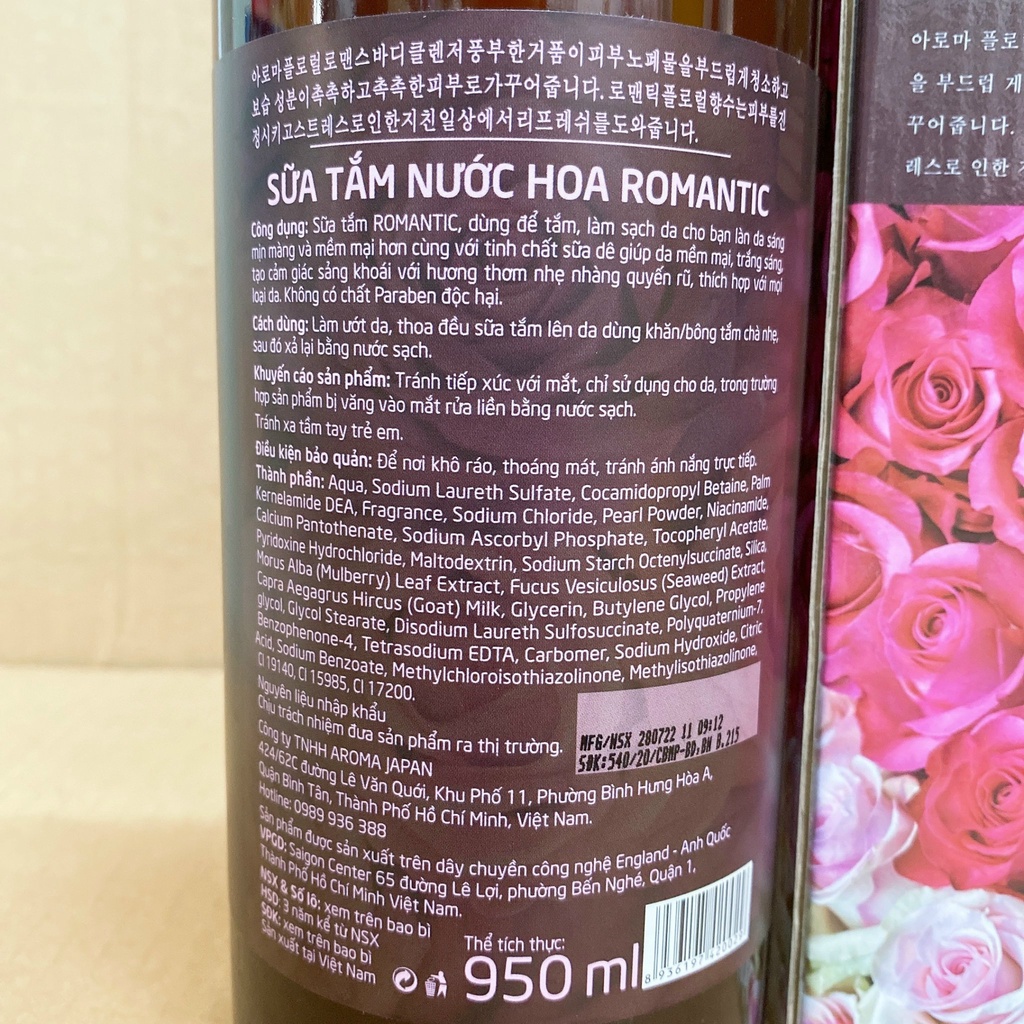 아로마플로럴로맨스바디클렌저풍부한거품이피부노폐물을부드럽게청소하고
보습 성분이촉촉하고촉촉한피부로가꾸어줍니다. 로맨틱플로럴향수는피부를진
정시키고스트레스로인한지친일상에서리프레쉬를도와줍니다.
SỮA TẮM NƯỚC HOA ROMANTIC
Công dụng: Sữa tắm ROMANTIC, dùng để tắm, làm sạch da cho bạn làn da sáng
mịn màng và mềm mại hơn cùng với tinh chất sữa dê giúp da mềm mại, trắng sáng,
tạo cảm giác sảng khoái với hương thơm nhẹ nhàng quyến rũ, thích hợp với mọi
loại da. Không có chất Paraben độc hại.
Cách dùng: Làm ướt da, thoa đều sữa tắm lên da dùng khăn/bông tắm chà nhẹ,
sau đó xả lại bằng nước sạch.
Khuyến cáo sản phẩm: Tránh tiếp xúc với mắt, chỉ sử dụng cho da, trong trường
hợp sản phẩm bị văng vào mắt rửa liền bằng nước sạch.
Tránh xa tầm tay trẻ em.
Điều kiện bảo quản: Để nơi khô ráo, thoáng mát, tránh ánh nắng trực tiếp.
Thành phần: Aqua, Sodium Laureth Sulfate, Cocamidopropyl Betaine, Palm
Kernelamide DEA, Fragrance, Sodium Chloride, Pearl Powder, Niacinamide,
Calcium Pantothenate, Sodium Ascorbyl Phosphate, Tocopheryl Acetate,
Pyridoxine Hydrochloride, Maltodextrin, Sodium Starch Octenylsuccinate, Silica,
Morus Alba (Mulberry) Leaf Extract, Fucus Vesiculosus (Seaweed) Extract,
Capra Aegagrus Hircus (Goat) Milk, Glycerin, Butylene Glycol, Propylene
glycol, Glycol Stearate, Disodium Laureth Sulfosuccinate, Polyquaternium-7,
Benzophenone-4, Tetrasodium EDTA, Carbomer, Sodium Hydroxide, Citric
Acid, Sodium Benzoate, Methylchloroisothiazolinone, Methylisothiazolinone,
CI 19140, CI 15985, CI 17200.
Nguyên liệu nhập khẩu
Chịu trách nhiệm đưa sản phẩm ra thị trường.
MFG/NSX 280722 11 09:12
SĐK:540/20/CBMP-BD:BN B.215
Công ty TNHH AROMA JAPAN
424/62C đường Lê Văn Quới, Khu Phố 11, Phường Bình Hưng Hòa A,
Quận Bình Tân, Thành Phố Hồ Chí Minh, Việt Nam.
Hotline: 0989 936 388
Sản phẩm được sản xuất trên dây chuyền công nghệ England - Anh Quốc
VPGD: Saigon Center 65 đường Lê Lợi, phường Bến Nghé, Quận 1,
Thành Phố Hồ Chí Minh Việt Nam.
NSX & Số lô: xem trên bao bì
HSD: 3 năm kể từ NSX
SĐK: xem trên bao bì
Sản xuất tại Việt Nam
Thể tích thực:
950 ml
아로마 플로
을 부드럽 게
꾸어줍니다.
레스로 인한